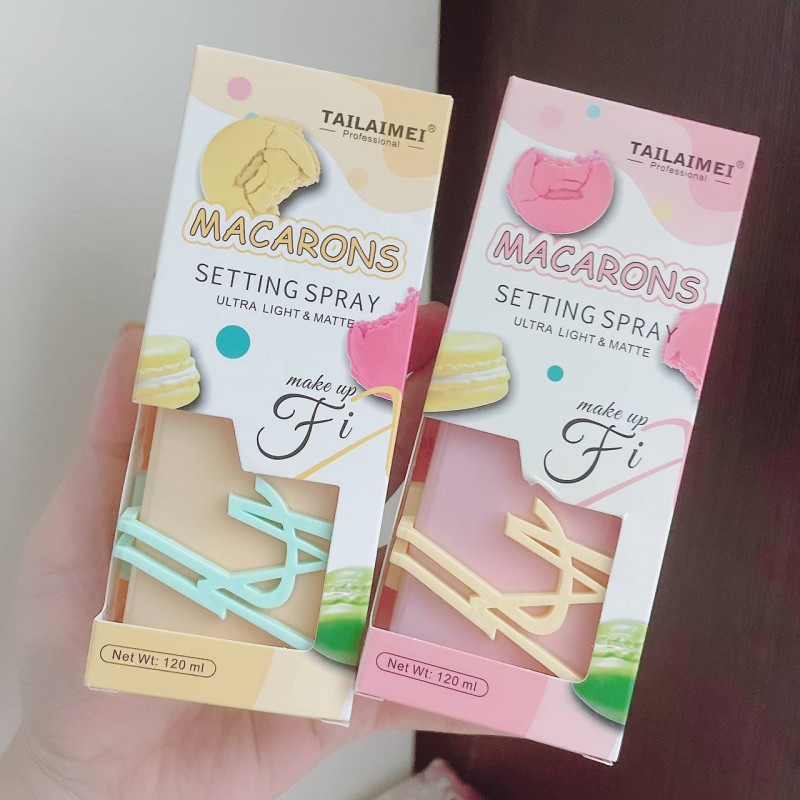 TAILAIMEI®
Professional
MACARONS
SETTING SPRAY
ULTRA LIGHT & MATTE
make up
Fi
Net Wt: 120 ml
TAILAIMEI®
Professional
MACARONS
SETTING SPRAY
ULTRA LIGHT & MATTE
make up
Fi
Net Wt: 120 ml